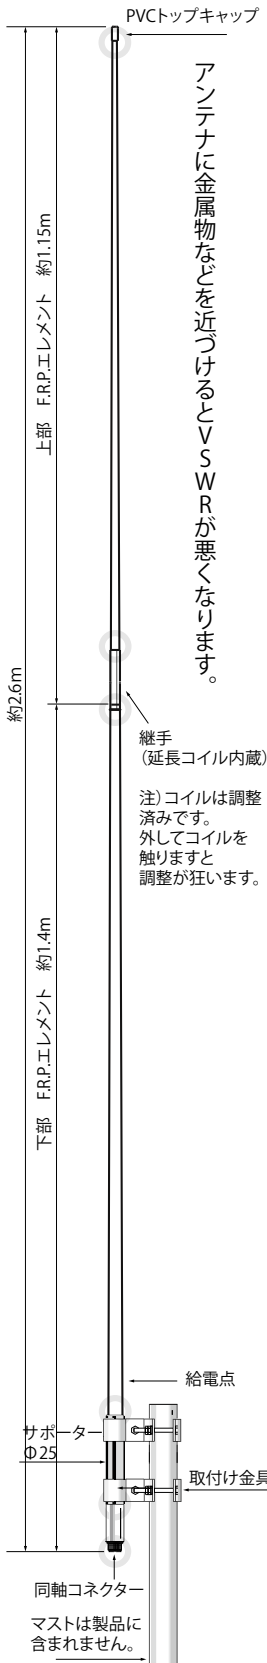 PVCトップキャップ
アンテナに金属物などを近づけるとVSWRが悪くなります。
上部 F.R.P.エレメント 約1.15m
約2.6m
継手
(延長コイル内蔵)
注)コイルは調整
済みです。
外してコイルを
触りますと
調整が狂います。
下部 F.R.P.エレメント 約1.4m
給電点
サポーター
Φ25
取付け金具
同軸コネクター
マストは製品に
含まれません。